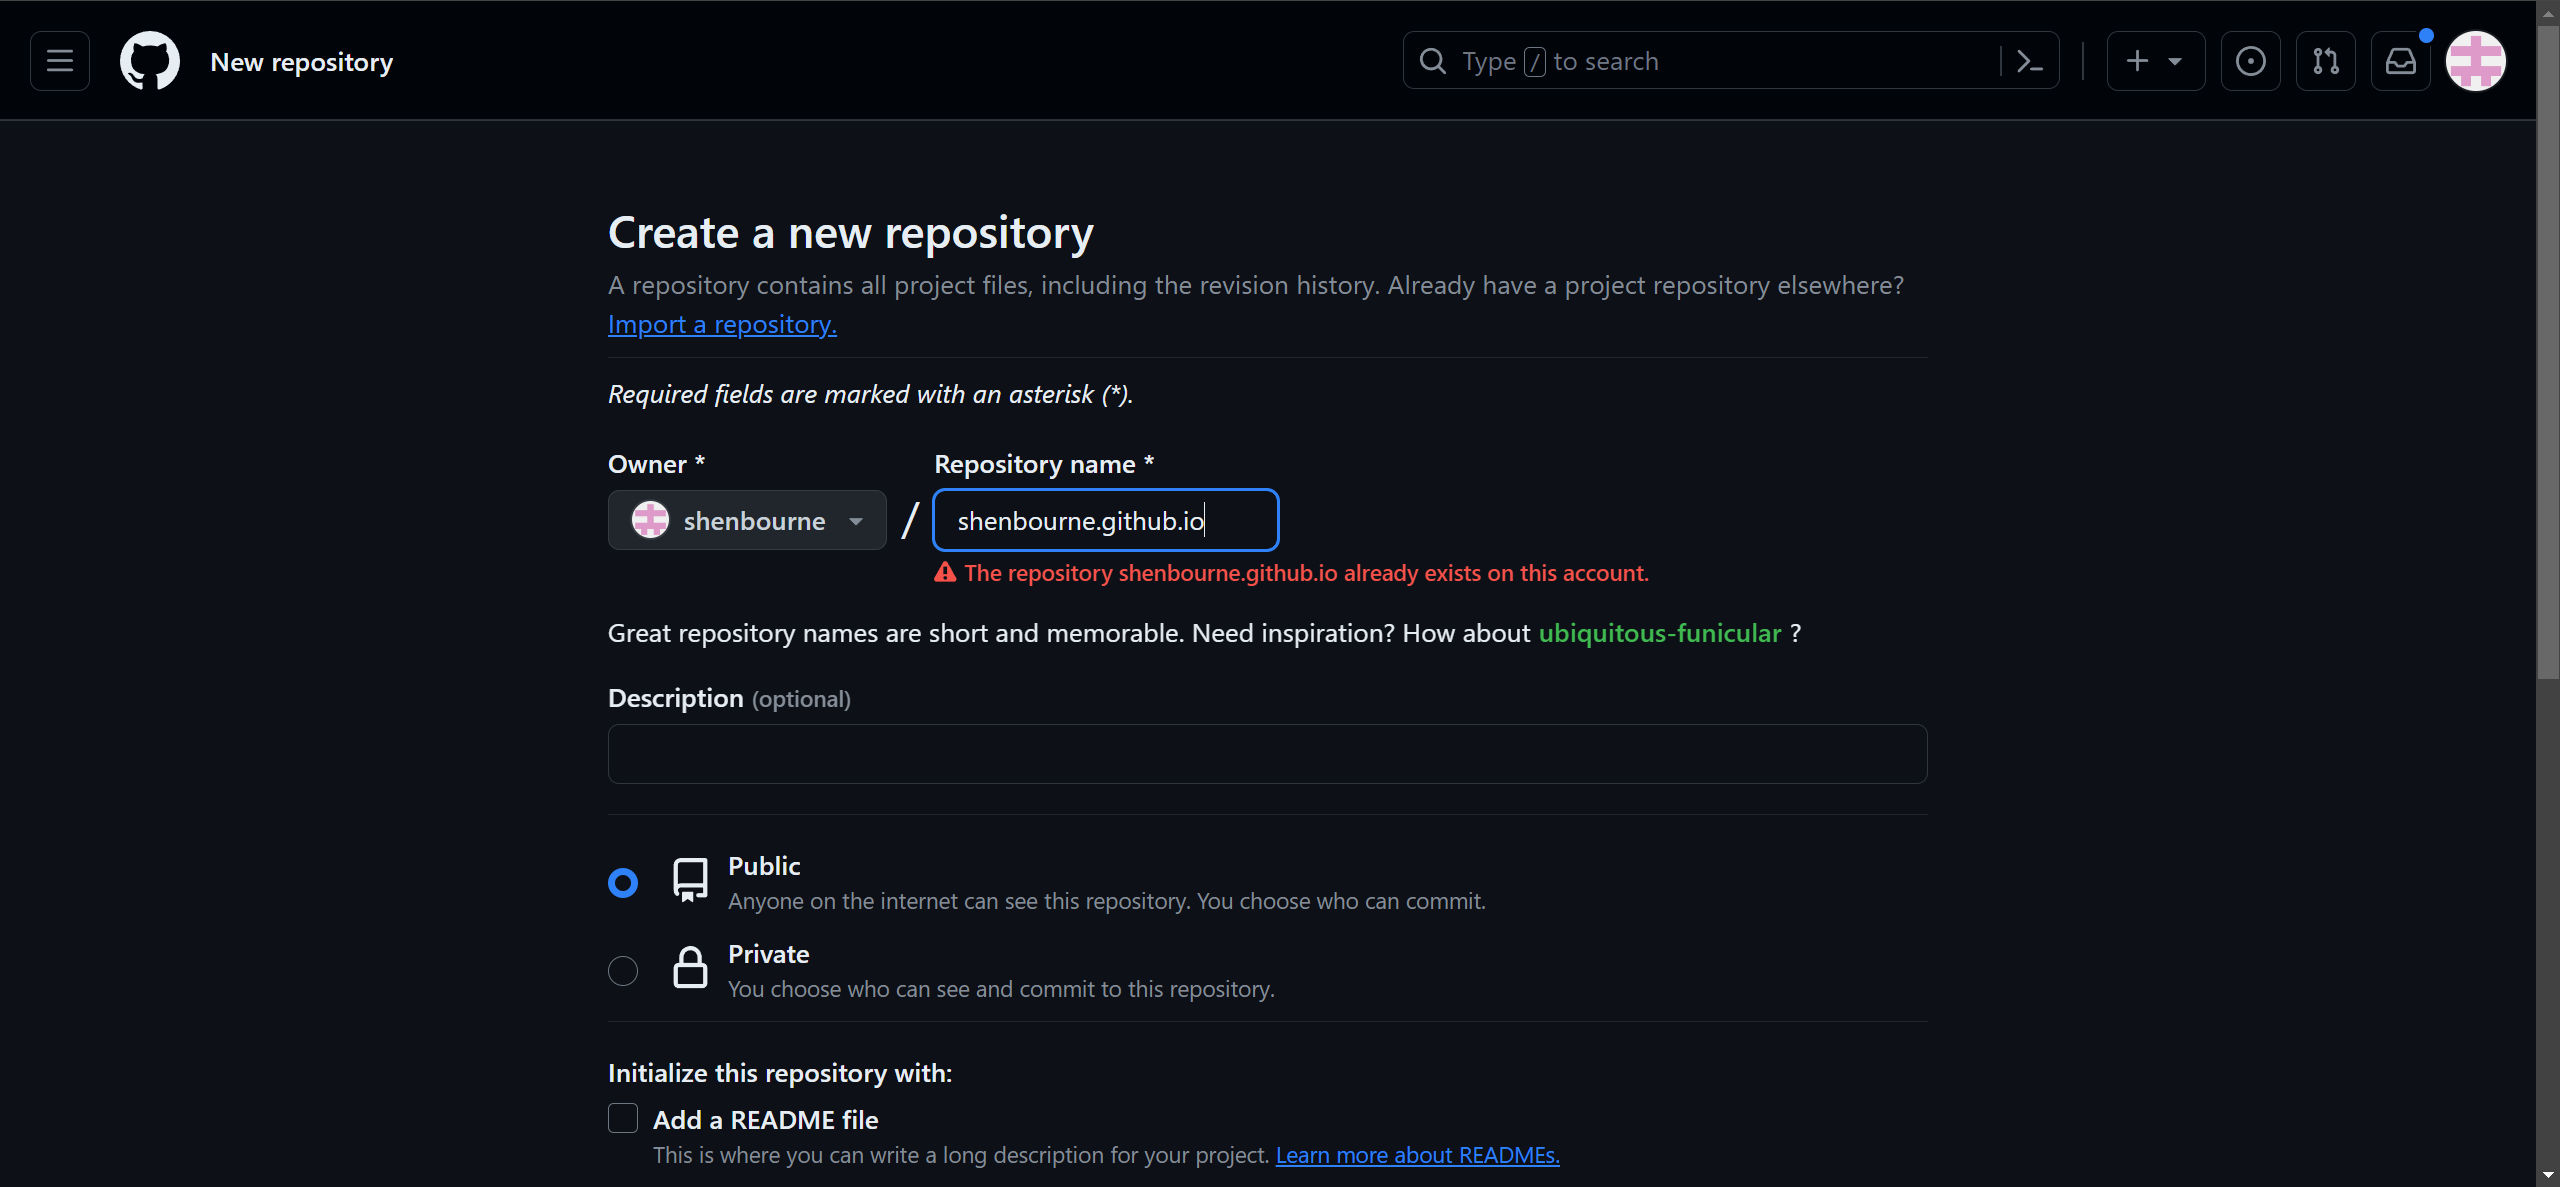 New repository
Type / to search
Create a new repository
A repository contains all project files, including the revision history. Already have a project repository elsewhere?
Import a repository.
Required fields are marked with an asterisk (*).
Owner *
Repository name *
shenbourne / shenbourne.github.io
The repository shenbourne.github.io already exists on this account.
Great repository names are short and memorable. Need inspiration? How about ubiquitous-funicular ?
Description (optional)
Public
Anyone on the internet can see this repository. You choose who can commit.
Private
You choose who can see and commit to this repository.
Initialize this repository with:
Add a README file
This is where you can write a long description for your project. Learn more about READMEs.